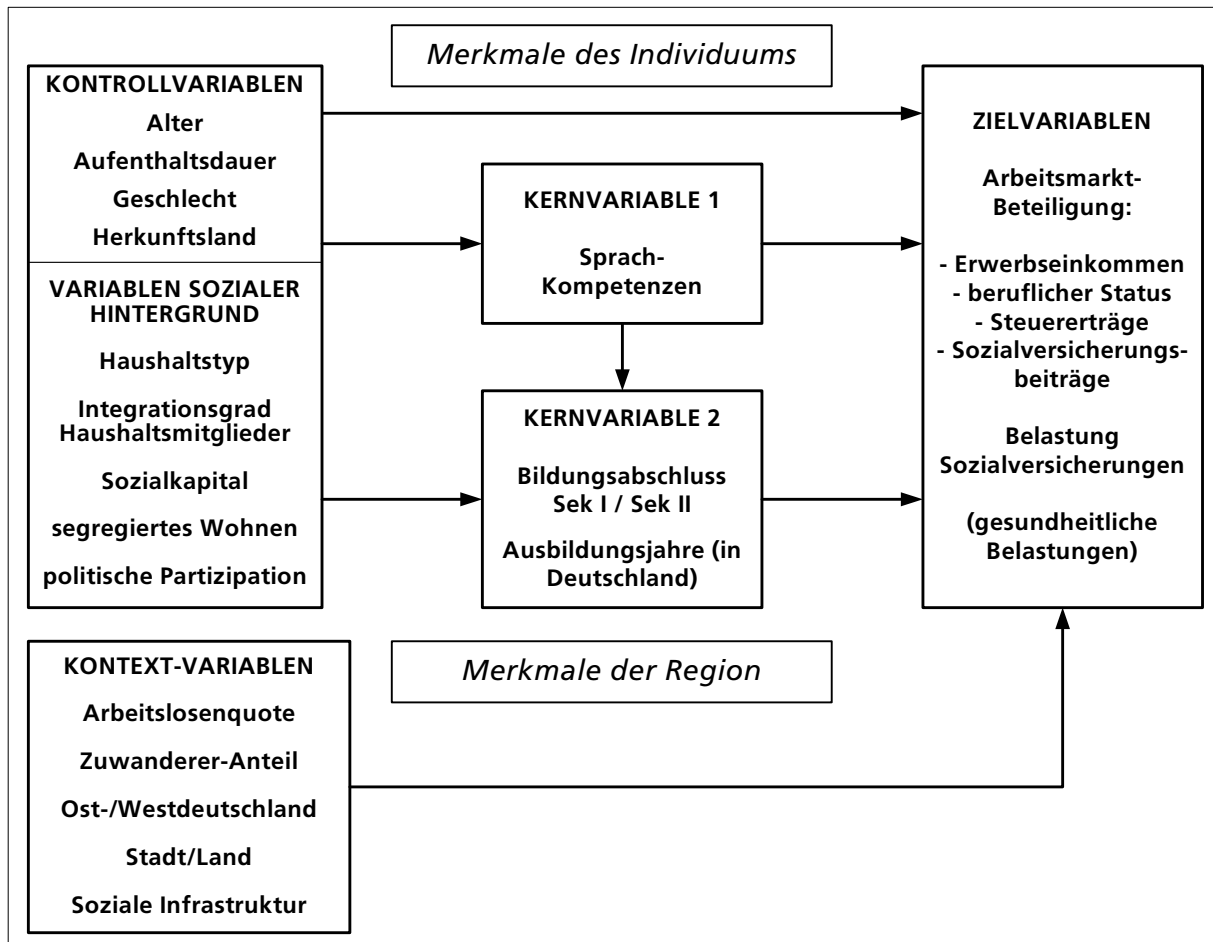 Merkmale des Individuums
KONTROLLVARIABLEN
Alter
Aufenthaltsdauer
Geschlecht
Herkunftsland
VARIABLEN SOZIALER
HINTERGRUND
Haushaltstyp
Integrationsgrad
Haushaltsmitglieder
Sozialkapital
segregiertes Wohnen
politische Partizipation
KERNVARIABLE 1
Sprach-
Kompetenzen
KERNVARIABLE 2
Bildungsabschluss
Sek I / Sek II
Ausbildungsjahre (in
Deutschland)
ZIELVARIABLEN
Arbeitsmarkt-
Beteiligung:
- Erwerbseinkommen
- beruflicher Status
- Steuererträge
- Sozialversicherungs-
beiträge
Belastung
Sozialversicherungen
(gesundheitliche
Belastungen)
Merkmale der Region
KONTEXT-VARIABLEN
Arbeitslosenquote
Zuwanderer-Anteil
Ost-/Westdeutschland
Stadt/Land
Soziale Infrastruktur